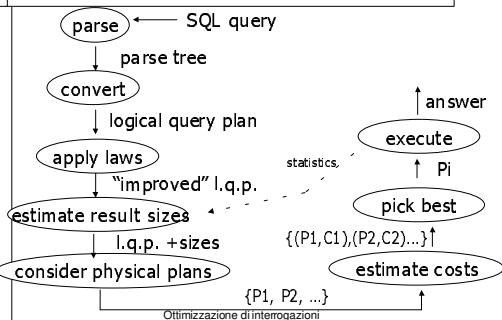 parse
SQL query
parse tree
convert
logical query plan
apply laws
“improved” l.q.p.
estimate result sizes
l.q.p. +sizes
consider physical plans
{P1, P2, …}
estimate costs
{(P1,C1),(P2,C2)...}
pick best
Pi
execute
answer
statistics
Ottimizzazione di interrogazioni